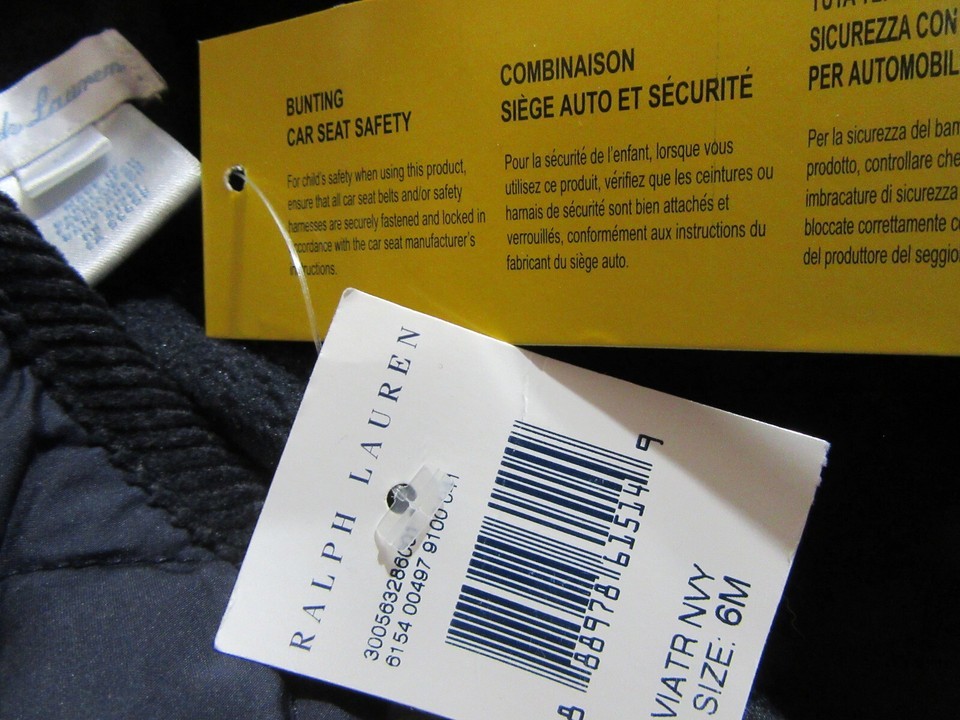 Lauren
BUNTING
CAR SEAT SAFETY
For child's safety when using this product,
ensure that all car seat belts and/or safety
harnesses are securely fastened and locked in
accordance with the car seat manufacturer's
instructions.
COMBINAISON
SIÈGE AUTO ET SÉCURITÉ
Pour la sécurité de l'enfant, lorsque vous
utilisez ce produit, vérifiez que les ceintures ou
harnais de sécurité sont bien attachés et
verrouillés, conformément aux instructions du
fabricant du siège auto.
SICUREZZA CON
PER AUTOMOBIL
Per la sicurezza del bam
prodotto, controllare che
imbracature di sicurezza
bloccate correttamente c
del produttore del seggio
RALPH LAUREN
6154 00497 9100
8 88978 61514 9
VIATR NVY
SIZE: 6M